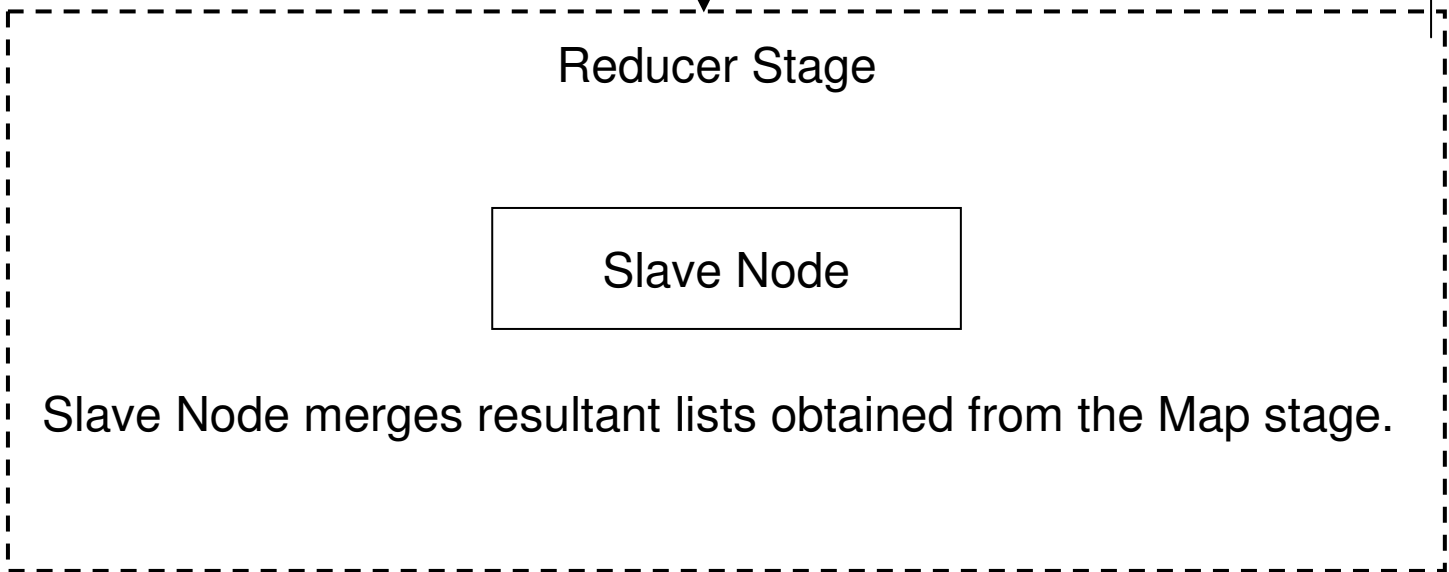 Reducer Stage
Slave Node
Slave Node merges resultant lists obtained from the Map stage.